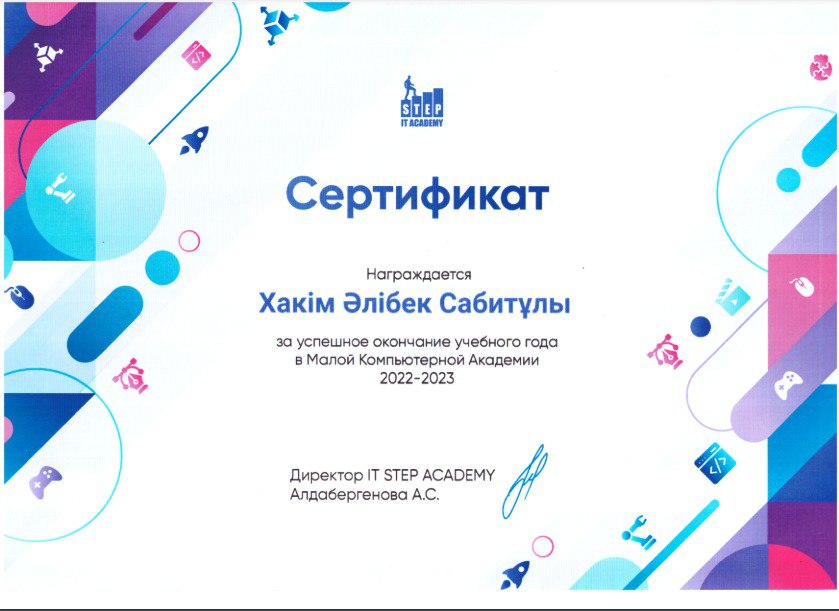 STEP
IT ACADEMY
Сертификат
Награждается
Хакім Әлібек Сабитұлы
за успешное окончание учебного года
в Малой Компьютерной Академии
2022-2023
Директор IT STEP ACADEMY
Алдабергенова А.С.